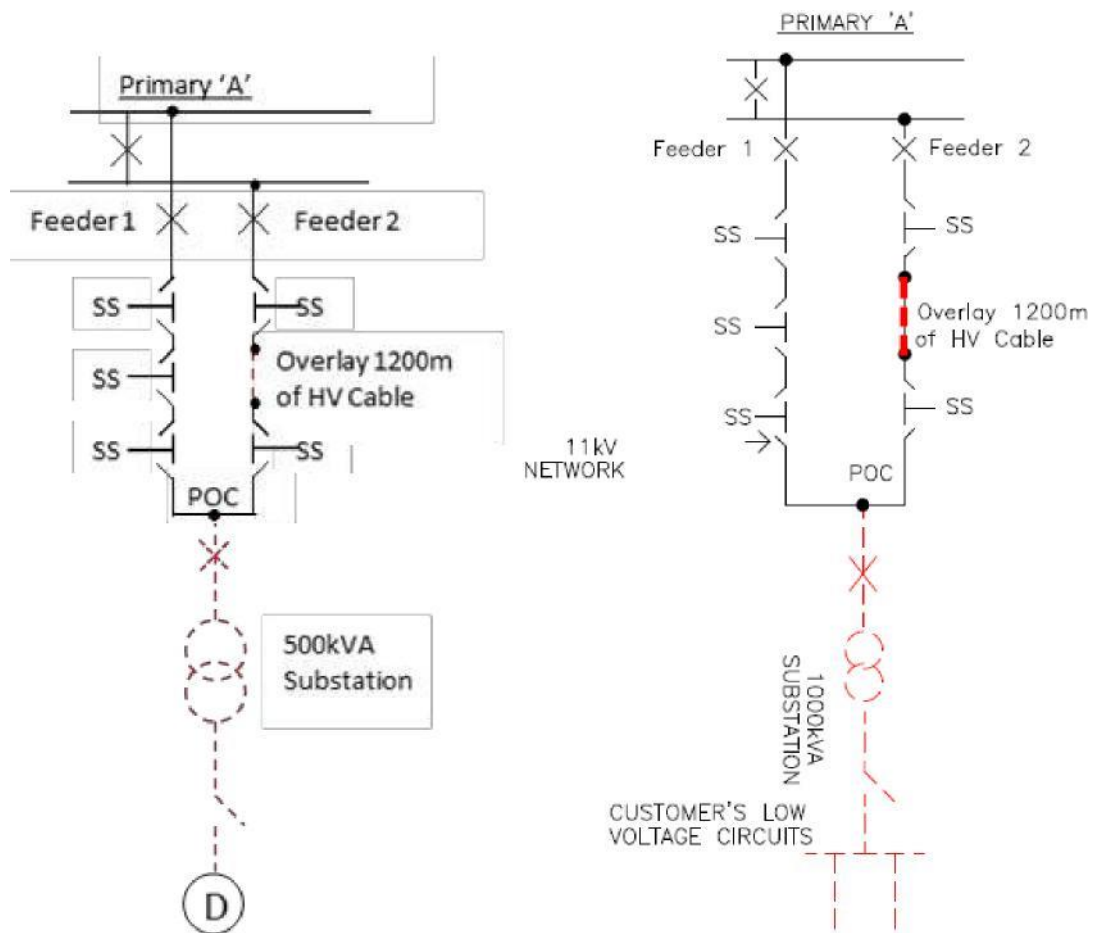 Primary 'A'
Feeder 1
Feeder 2
SS
SS
SS
Overlay 1200m
of HV Cable
SS
SS
POC
500kVA
Substation
D
PRIMARY 'A'
Feeder 1
Feeder 2
SS
SS
SS
Overlay 1200m
of HV Cable
SS
SS
11kV
NETWORK
POC
1000kVA
SUBSTATION
CUSTOMER'S LOW
VOLTAGE CIRCUITS